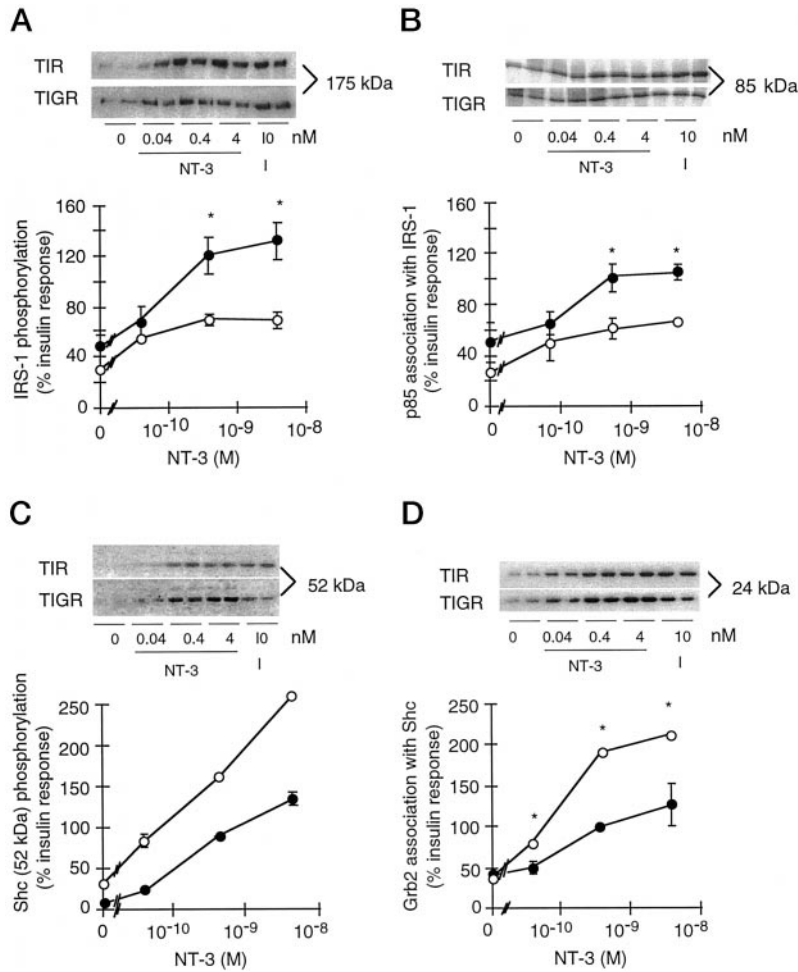 A
TIR
TIGR
175 kDa
0 0.04 0.4 4 I0 nM
NT-3 I
160
120
80
40
0
IRS-1 phosphorylation
(% insulin response)
*
*
0 10-10 10-9 10-8
NT-3 (M)
B
TIR
TIGR
85 kDa
0 0.04 0.4 4 10 nM
NT-3 I
160
120
80
40
0
p85 association with IRS-1
(% insulin response)
*
*
0 10-10 10-9 10-8
NT-3 (M)
C
TIR
TIGR
52 kDa
0 0.04 0.4 4 I0 nM
NT-3 I
250
200
150
100
50
0
Shc (52 kDa) phosphorylation
(% insulin response)
0 10-10 10-9 10-8
NT-3 (M)
D
TIR
TIGR
24 kDa
0 0.04 0.4 4 10 nM
NT-3 I
250
200
150
100
50
0
Grb2 association with Shc
(% insulin response)
*
*
*
0 10-10 10-9 10-8
NT-3 (M)